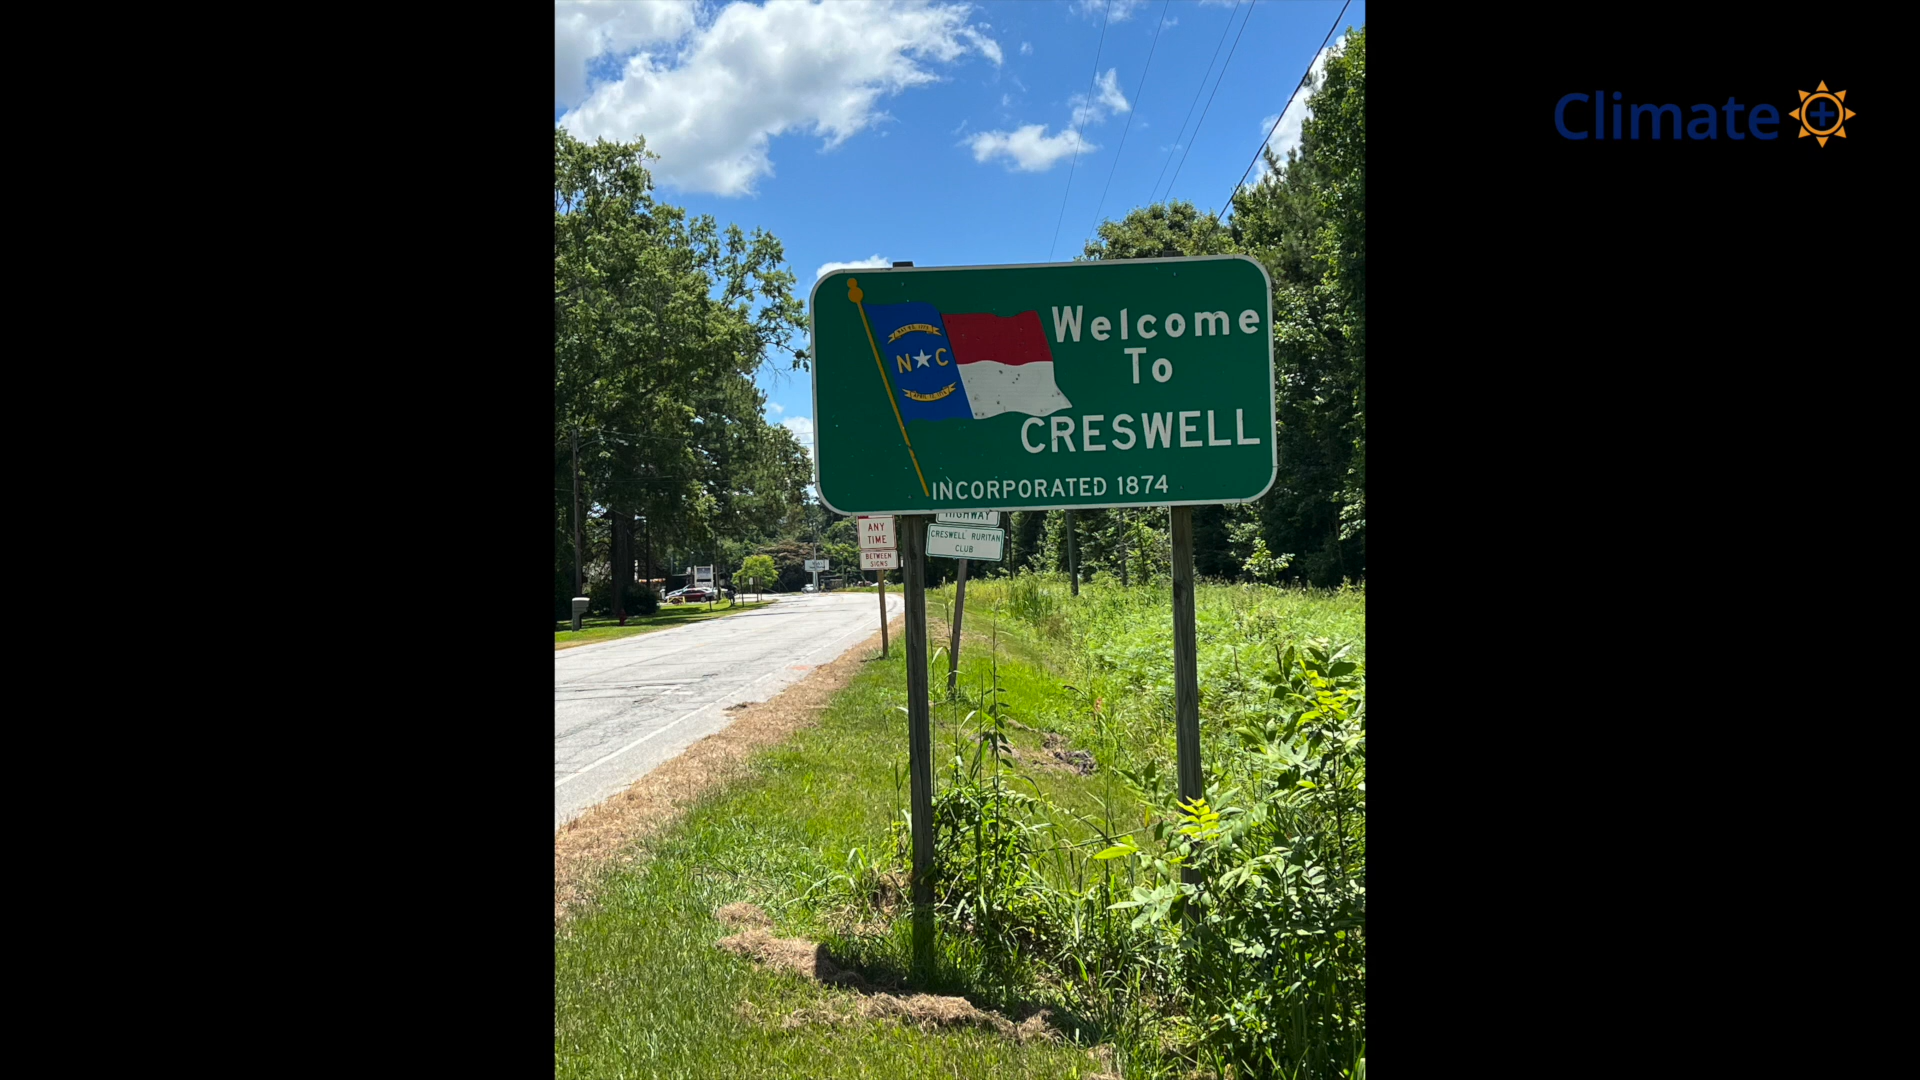 Climate
Welcome
To
CRESWELL
INCORPORATED 1874
N C
ANY
TIME
BETWEEN
SIGNS
HIGHWAY
CRESWELL RURITAN
CLUB